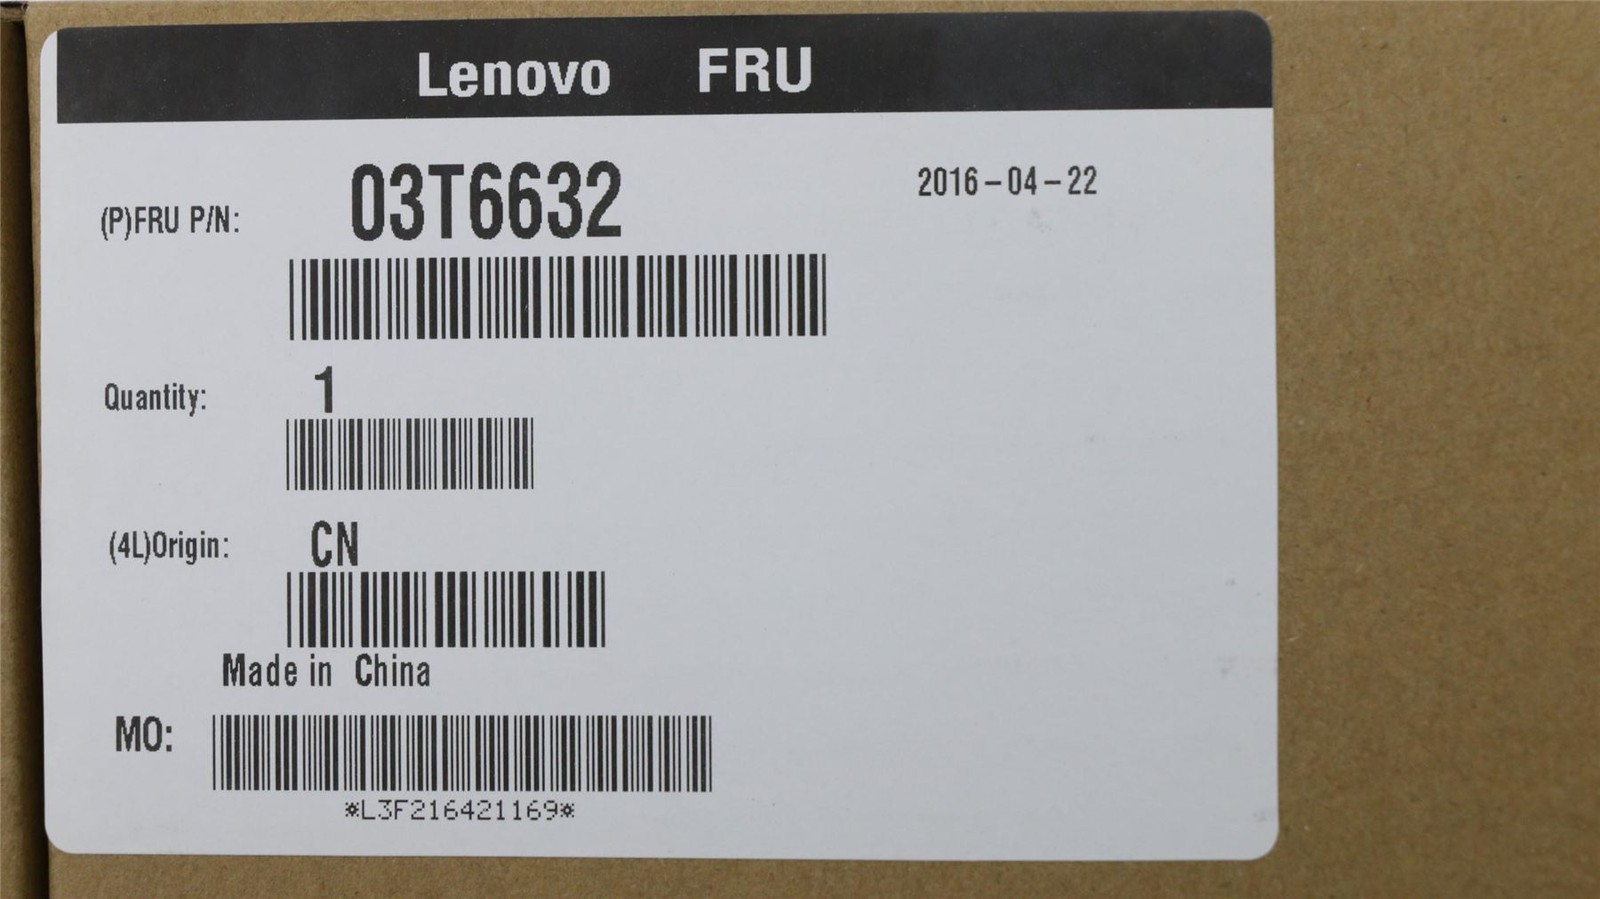 Lenovo FRU
(P)FRU P/N: 03T6632 2016-04-22
Quantity: 1
(4L)Origin: CN
Made in China
MO:
*L3F216421169*